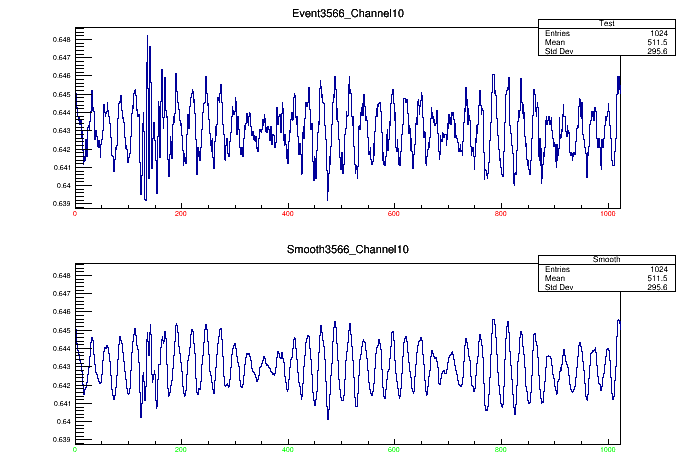 Event3566_Channel10
Test
Entries 1024
Mean 511.5
Std Dev 295.6
0.648
0.647
0.646
0.645
0.644
0.643
0.642
0.641
0.64
0.639
0 200 400 600 800 1000
Smooth3566_Channel10
Smooth
Entries 1024
Mean 511.5
Std Dev 295.6
0.648
0.647
0.646
0.645
0.644
0.643
0.642
0.641
0.64
0.639
0 200 400 600 800 1000